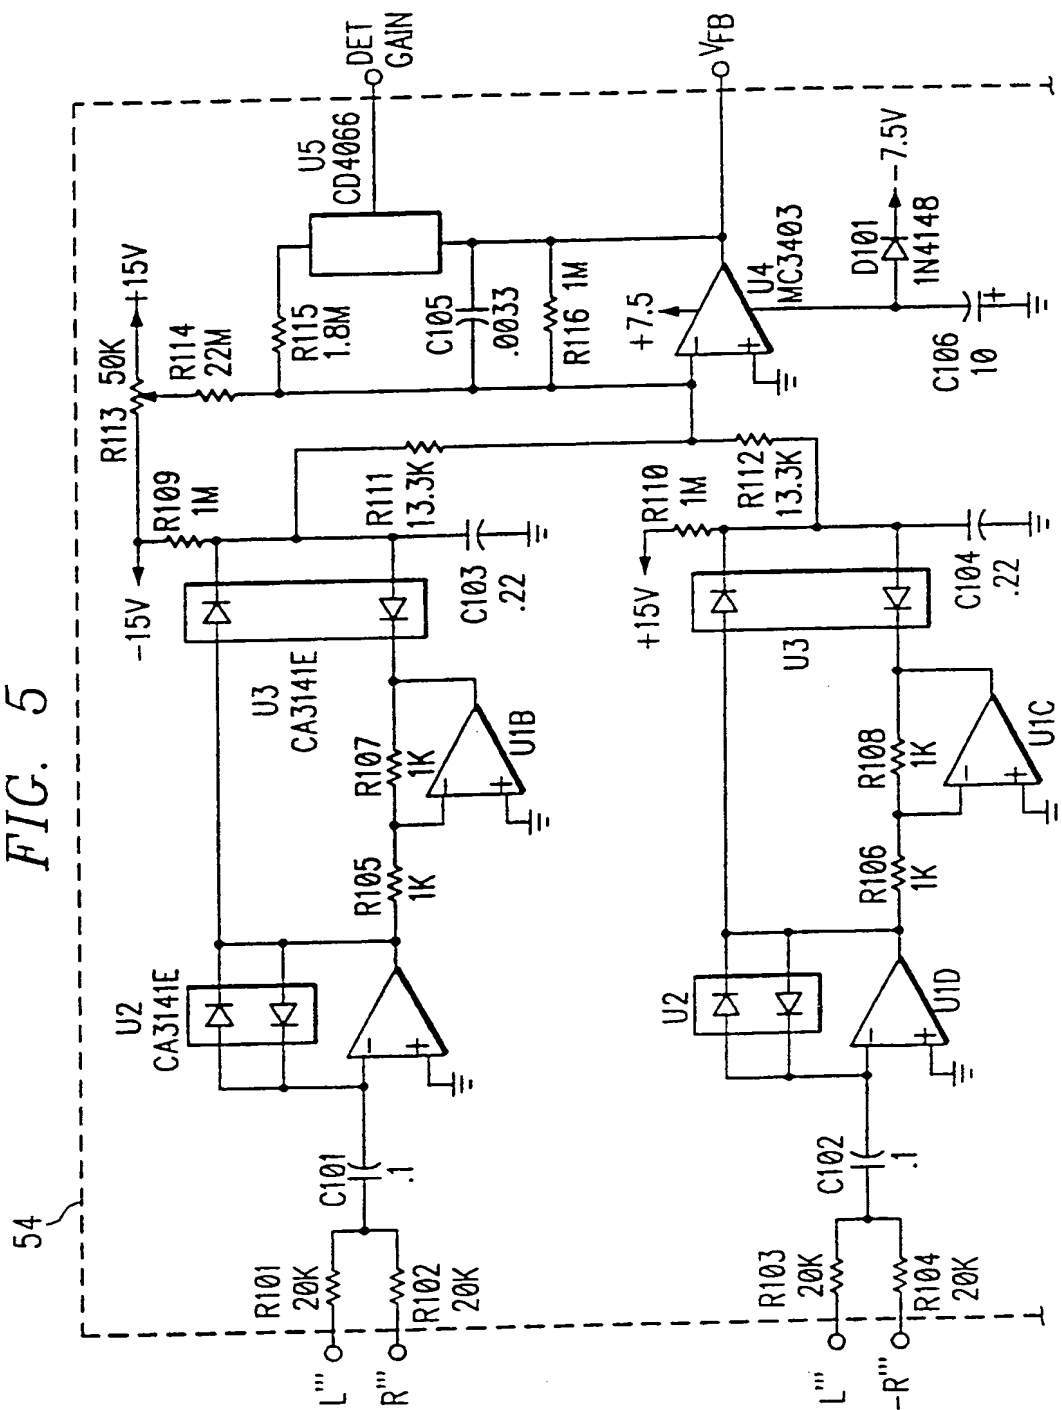 FIG. 5
54
DET
GAIN
VFB
U5
CD4066
R113 50K
+15V
-15V
R114
22M
R115
1.8M
C105
.0033
R116 1M
+7.5
-
+
U4
MC3403
D101
1N4148
-7.5V
C106
10
+
R109
1M
R111
13.3K
C103
.22
U3
CA3141E
R107
1K
-
+
U1B
R105
1K
U2
CA3141E
-
+
C101
.1
R101
20K
R102
20K
L'''
R'''
R110
1M
+15V
R112
13.3K
C104
.22
U3
R108
1K
-
+
U1C
R106
1K
U2
-
+
U1D
C102
.1
R103
20K
R104
20K
L'''
-R'''